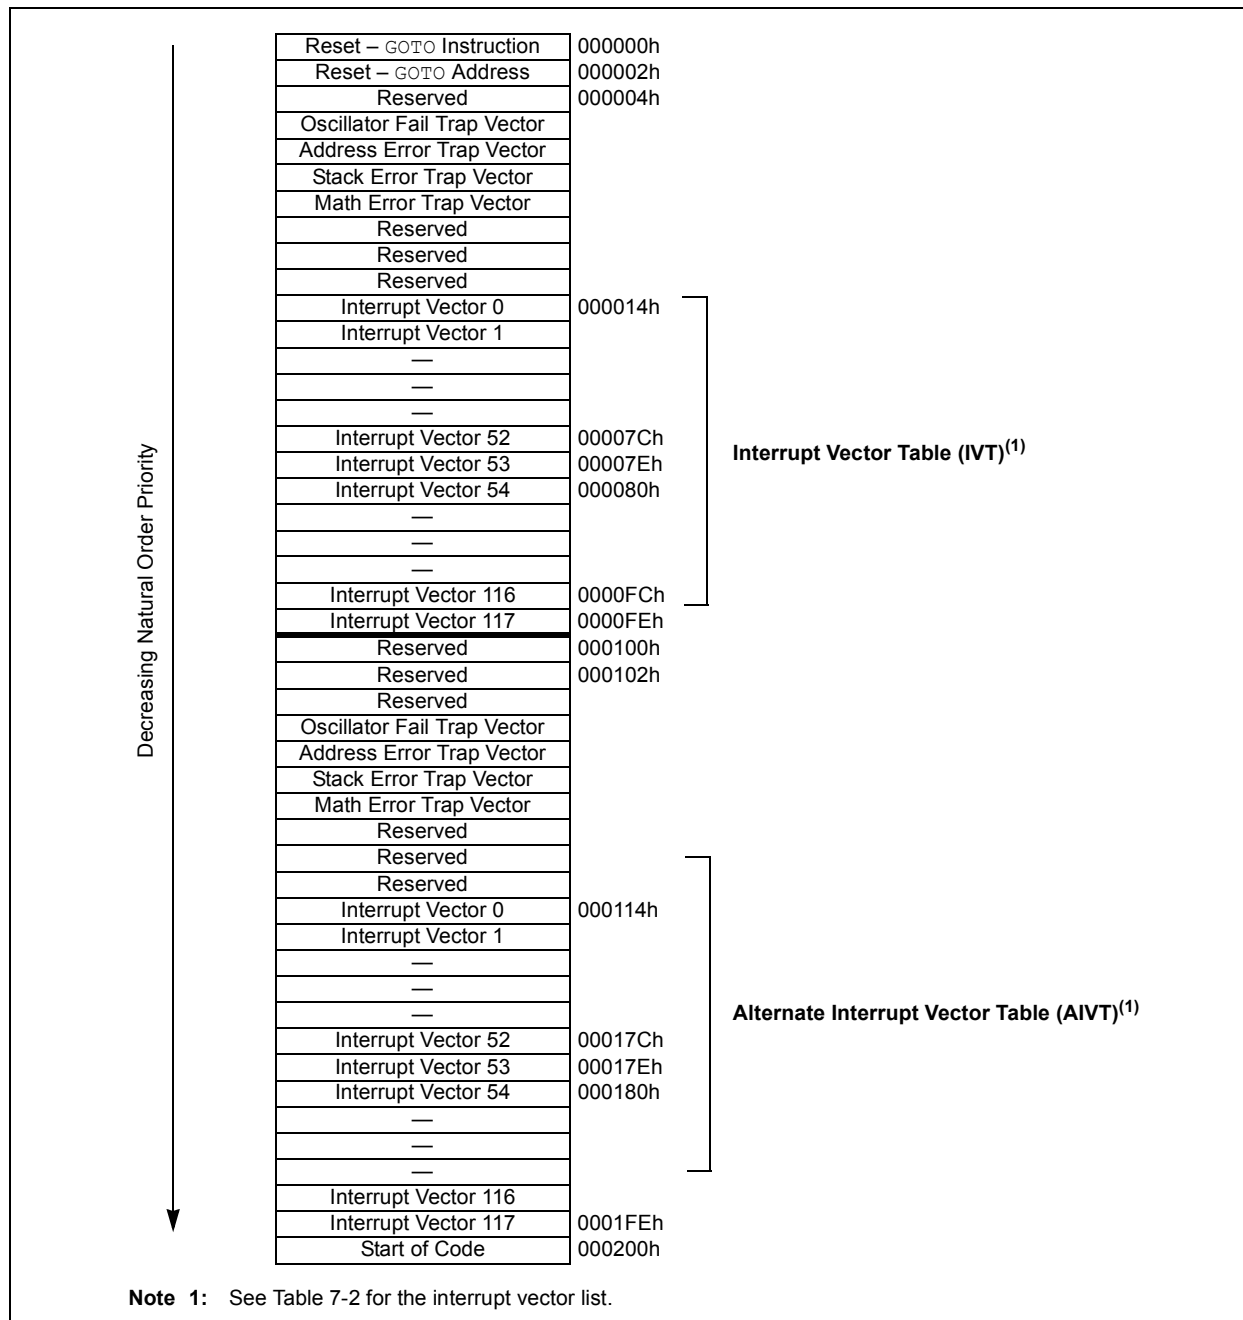 Decreasing Natural Order Priority
Reset – GOTO Instruction 000000h
Reset – GOTO Address 000002h
Reserved 000004h
Oscillator Fail Trap Vector
Address Error Trap Vector
Stack Error Trap Vector
Math Error Trap Vector
Reserved
Reserved
Reserved
Interrupt Vector 0 000014h
Interrupt Vector 1
—
—
—
Interrupt Vector 52 00007Ch
Interrupt Vector 53 00007Eh
Interrupt Vector 54 000080h
—
—
—
Interrupt Vector 116 0000FCh
Interrupt Vector 117 0000FEh
Interrupt Vector Table (IVT)(1)
Reserved 000100h
Reserved 000102h
Reserved
Oscillator Fail Trap Vector
Address Error Trap Vector
Stack Error Trap Vector
Math Error Trap Vector
Reserved
Reserved
Reserved
Interrupt Vector 0 000114h
Interrupt Vector 1
—
—
—
Interrupt Vector 52 00017Ch
Interrupt Vector 53 00017Eh
Interrupt Vector 54 000180h
—
—
—
Interrupt Vector 116
Interrupt Vector 117 0001FEh
Start of Code 000200h
Alternate Interrupt Vector Table (AIVT)(1)
Note 1: See Table 7-2 for the interrupt vector list.